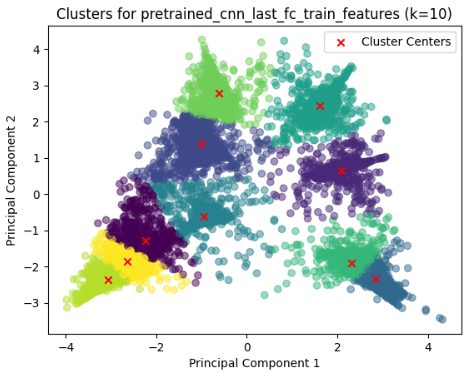 Clusters for pretrained_cnn_last_fc_train_features (k=10)
Cluster Centers
Principal Component 2
4
3
2
1
0
−1
−2
−3
−4 −2 0 2 4
Principal Component 1